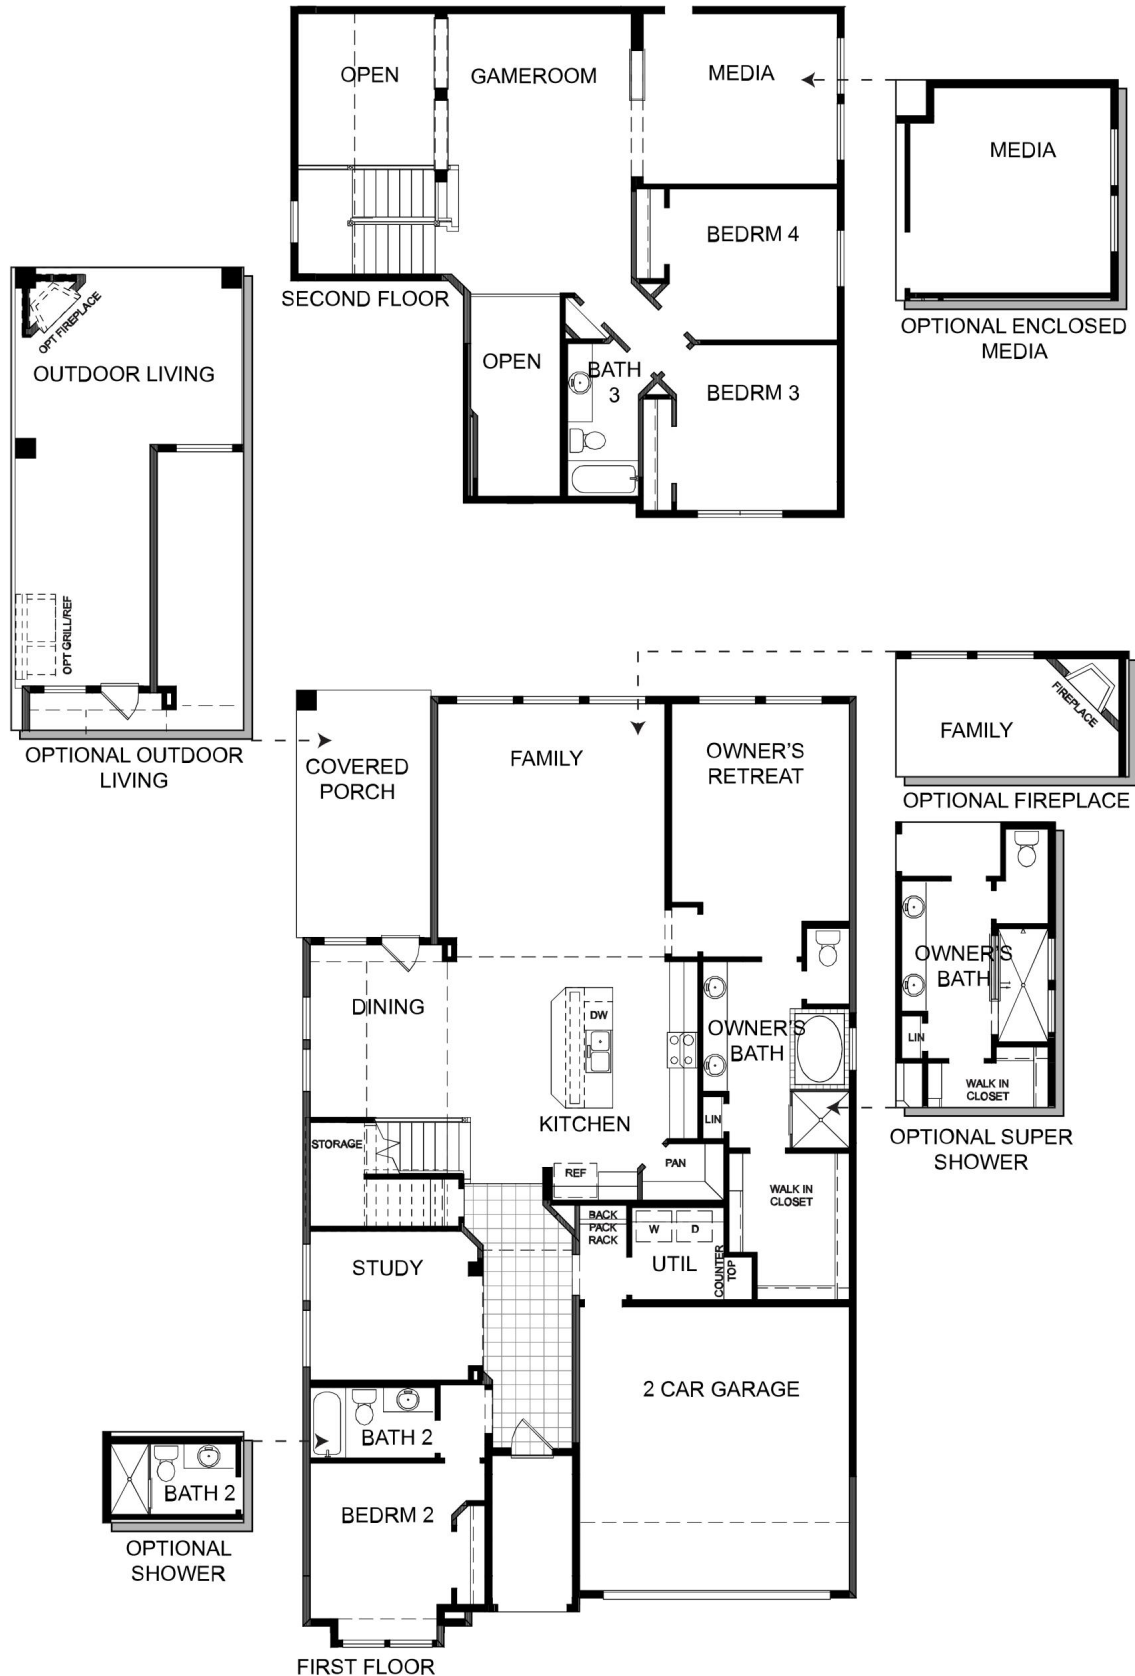 OPEN
GAMEROOM
MEDIA
MEDIA
BEDRM 4
SECOND FLOOR
OPTIONAL ENCLOSED
MEDIA
OPT FIREPLACE
OUTDOOR LIVING
OPEN
BATH
3
BEDRM 3
OPT GRILL/REF
OPTIONAL OUTDOOR
LIVING
COVERED
PORCH
FAMILY
OWNER'S
RETREAT
FIREPLACE
FAMILY
OPTIONAL FIREPLACE
DINING
DW
OWNER'S
BATH
OWNER'S
BATH
LIN
WALK IN
CLOSET
OPTIONAL SUPER
SHOWER
KITCHEN
LIN
STORAGE
REF
PAN
WALK IN
CLOSET
BACK
PACK
RACK
W
D
UTIL
COUNTER
TOP
STUDY
2 CAR GARAGE
BATH 2
BATH 2
OPTIONAL
SHOWER
BEDRM 2
FIRST FLOOR